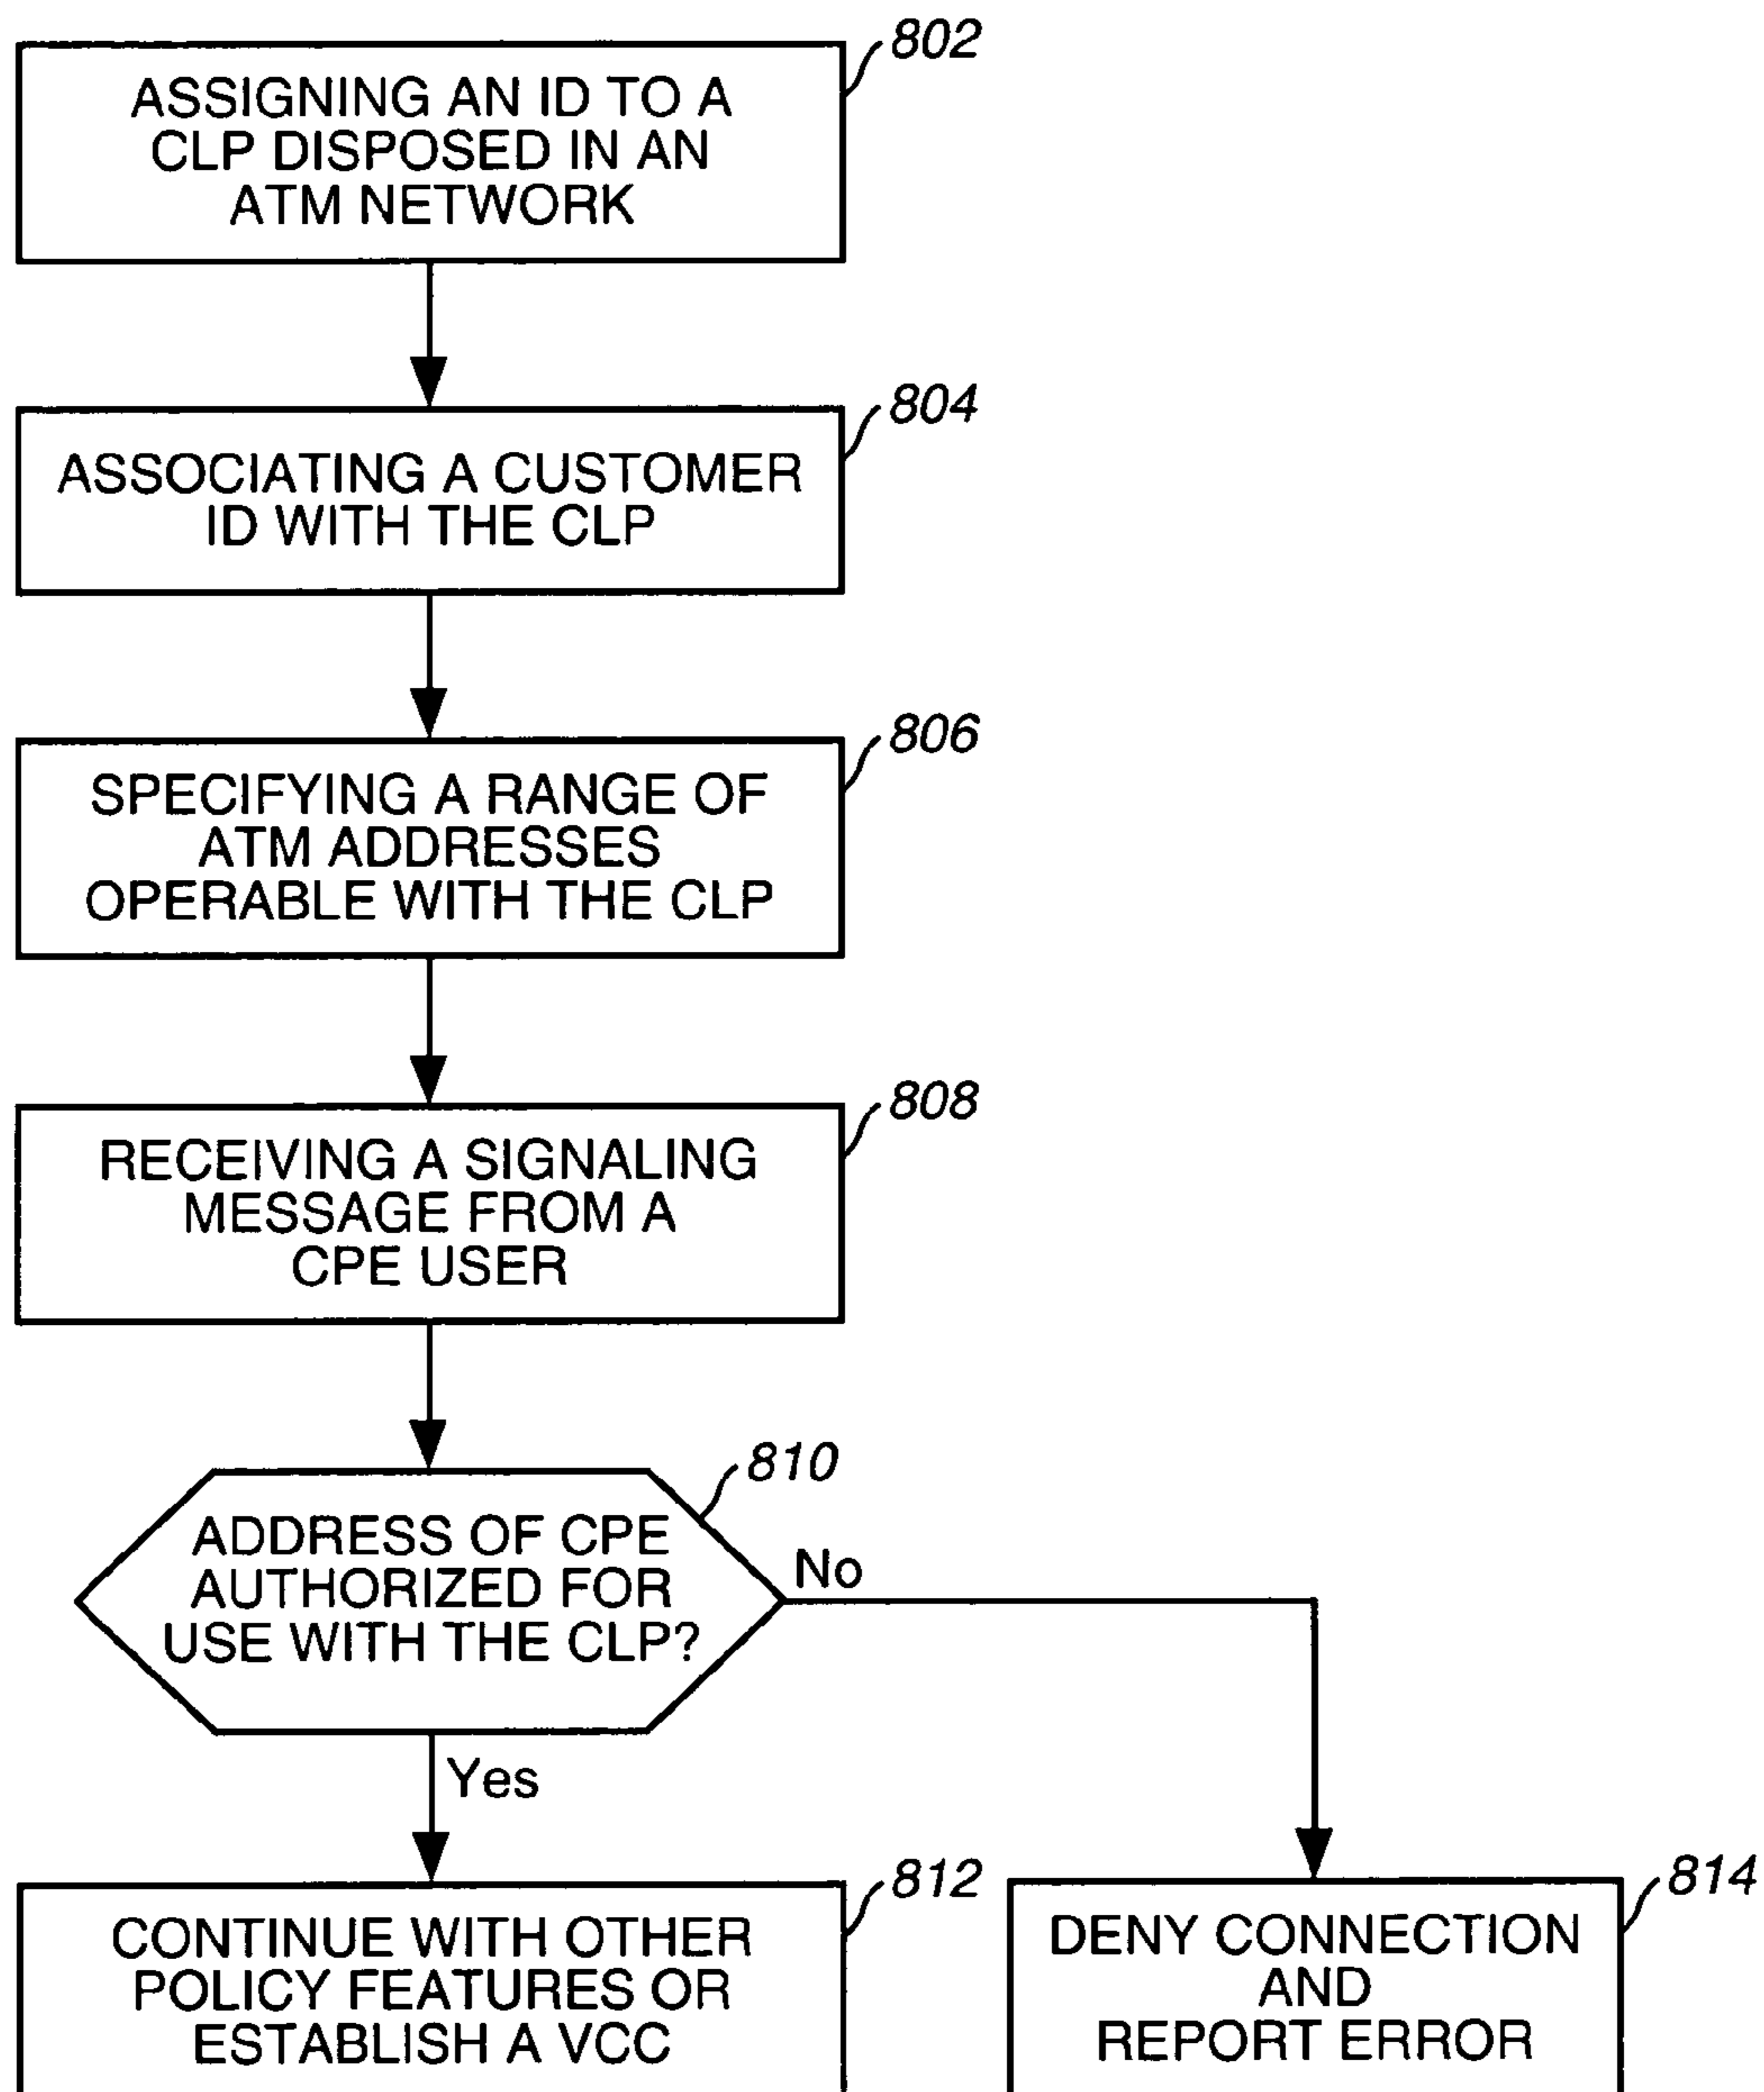 802
ASSIGNING AN ID TO A
CLP DISPOSED IN AN
ATM NETWORK
804
ASSOCIATING A CUSTOMER
ID WITH THE CLP
806
SPECIFYING A RANGE OF
ATM ADDRESSES
OPERABLE WITH THE CLP
808
RECEIVING A SIGNALING
MESSAGE FROM A
CPE USER
810
ADDRESS OF CPE
AUTHORIZED FOR
USE WITH THE CLP?
No
Yes
812
CONTINUE WITH OTHER
POLICY FEATURES OR
ESTABLISH A VCC
814
DENY CONNECTION
AND
REPORT ERROR